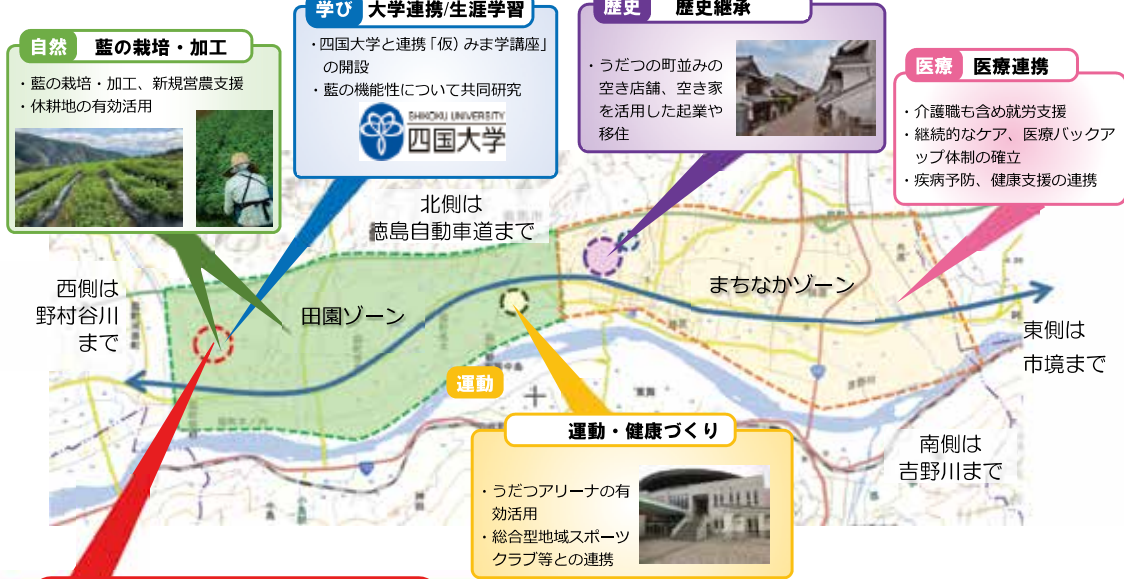 自然 藍の栽培・加工
・藍の栽培・加工、新規営農支援
・休耕地の有効活用
学び 大学連携/生涯学習
・四国大学と連携「仮）みま学講座」
の開設
・藍の機能性について共同研究
SHIKOKU UNIVERSITY
四国大学
歴史 歴史継承
・うだつの町並みの
空き店舗、空き家
を活用した起業や
移住
医療 医療連携
・介護職も含め就労支援
・継続的なケア、医療バックア
ップ体制の確立
・疾病予防、健康支援の連携
北側は
徳島自動車道まで
西側は
野村谷川
まで
田園ゾーン
まちなかゾーン
東側は
市境まで
南側は
吉野川まで
運動
運動・健康づくり
・うだつアリーナの有
効活用
・総合型地域スポーツ
クラブ等との連携